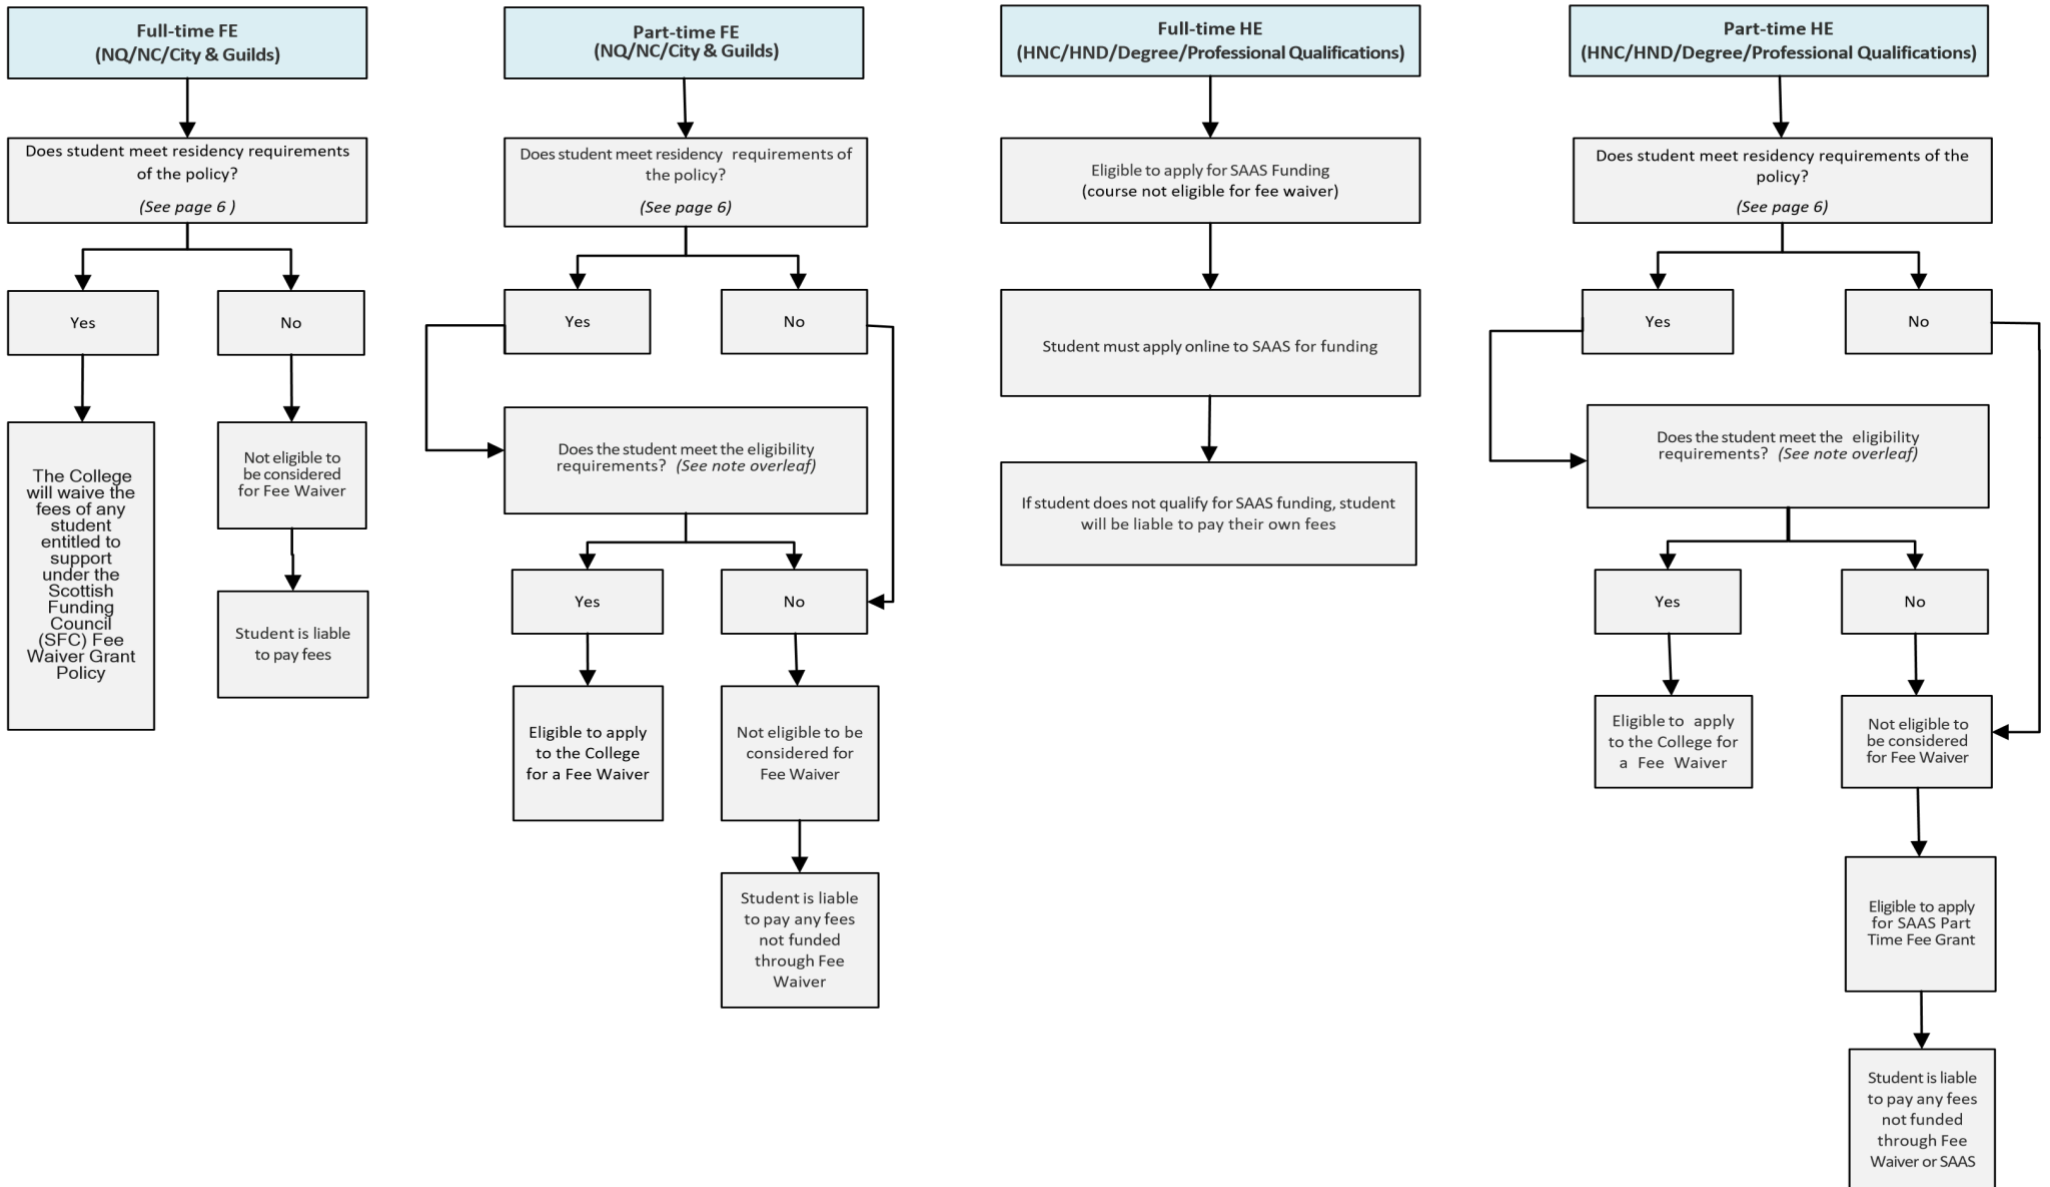 Full-time FE
(NQ/NC/City & Guilds)
Does student meet residency requirements
of the policy?
(See page 6 )
Yes
No
The College
will waive the
fees of any
student
entitled to
support
under the
Scottish
Funding
Council
(SFC) Fee
Waiver Grant
Policy
Not eligible to
be considered
for Fee Waiver
Student is liable
to pay fees
Part-time FE
(NQ/NC/City & Guilds)
Does student meet residency requirements of
the policy?
(See page 6)
Yes
No
Does the student meet the eligibility
requirements? (See note overleaf)
Yes
No
Eligible to apply
to the College
for a Fee Waiver
Not eligible to be
considered for
Fee Waiver
Student is liable
to pay any fees
not funded
through Fee
Waiver
Full-time HE
(HNC/HND/Degree/Professional Qualifications)
Eligible to apply for SAAS Funding
(course not eligible for fee waiver)
Student must apply online to SAAS for funding
If student does not qualify for SAAS funding, student
will be liable to pay their own fees
Part-time HE
(HNC/HND/Degree/Professional Qualifications)
Does student meet residency requirements of the
policy?
(See page 6)
Yes
No
Does the student meet the eligibility
requirements? (See note overleaf)
Yes
No
Eligible to apply
to the College for
a Fee Waiver
Not eligible to
be considered
for Fee Waiver
Eligible to apply
for SAAS Part
Time Fee Grant
Student is liable
to pay any fees
not funded
through Fee
Waiver or SAAS